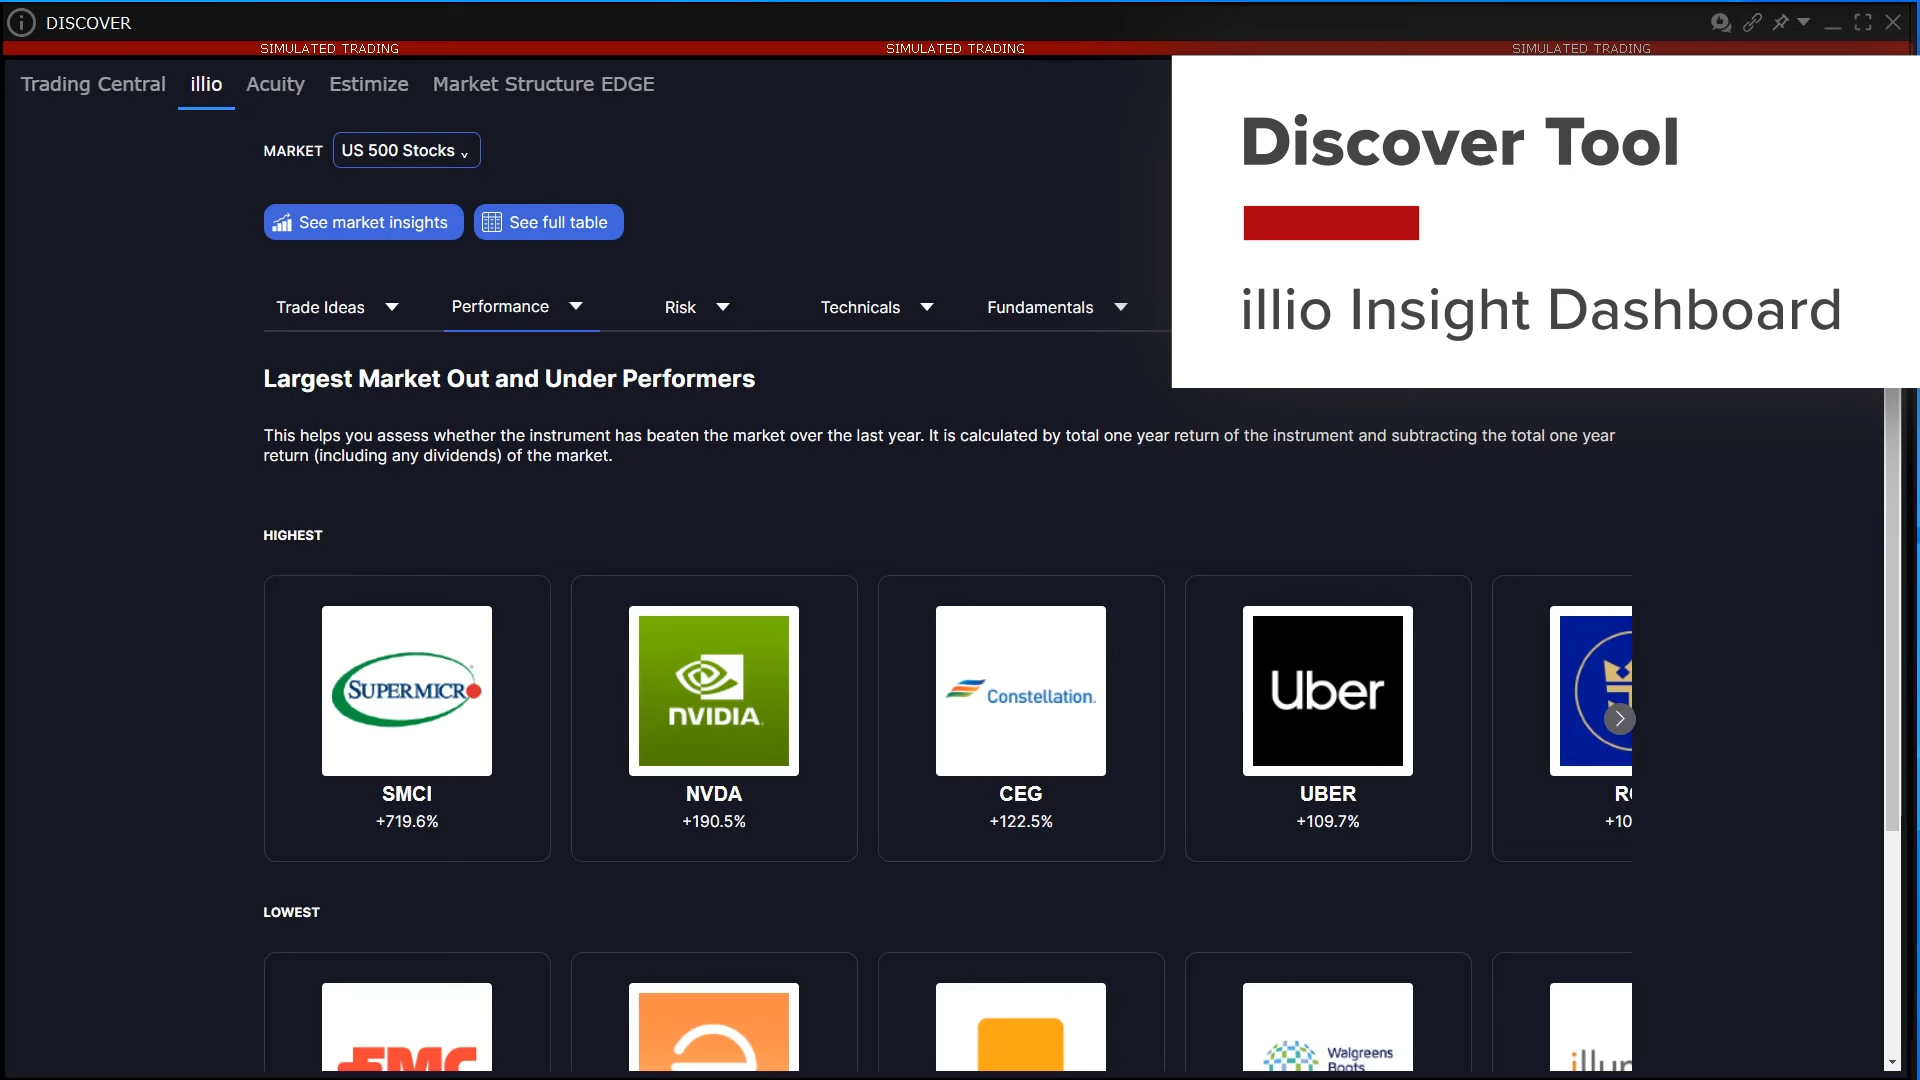 DISCOVER
SIMULATED TRADING SIMULATED TRADING SIMULATED TRADING
Trading Central illio Acuity Estimize Market Structure EDGE
Discover Tool
illio Insight Dashboard
MARKET US 500 Stocks
See market insights See full table
Trade Ideas Performance Risk Technicals Fundamentals
Largest Market Out and Under Performers
This helps you assess whether the instrument has beaten the market over the last year. It is calculated by total one year return of the instrument and subtracting the total one year
return (including any dividends) of the market.
HIGHEST
SUPERMICRO NVIDIA Constellation. Uber
SMCI NVDA CEG UBER
+719.6% +190.5% +122.5% +109.7% +10
LOWEST
FMC Walgreens
Boots